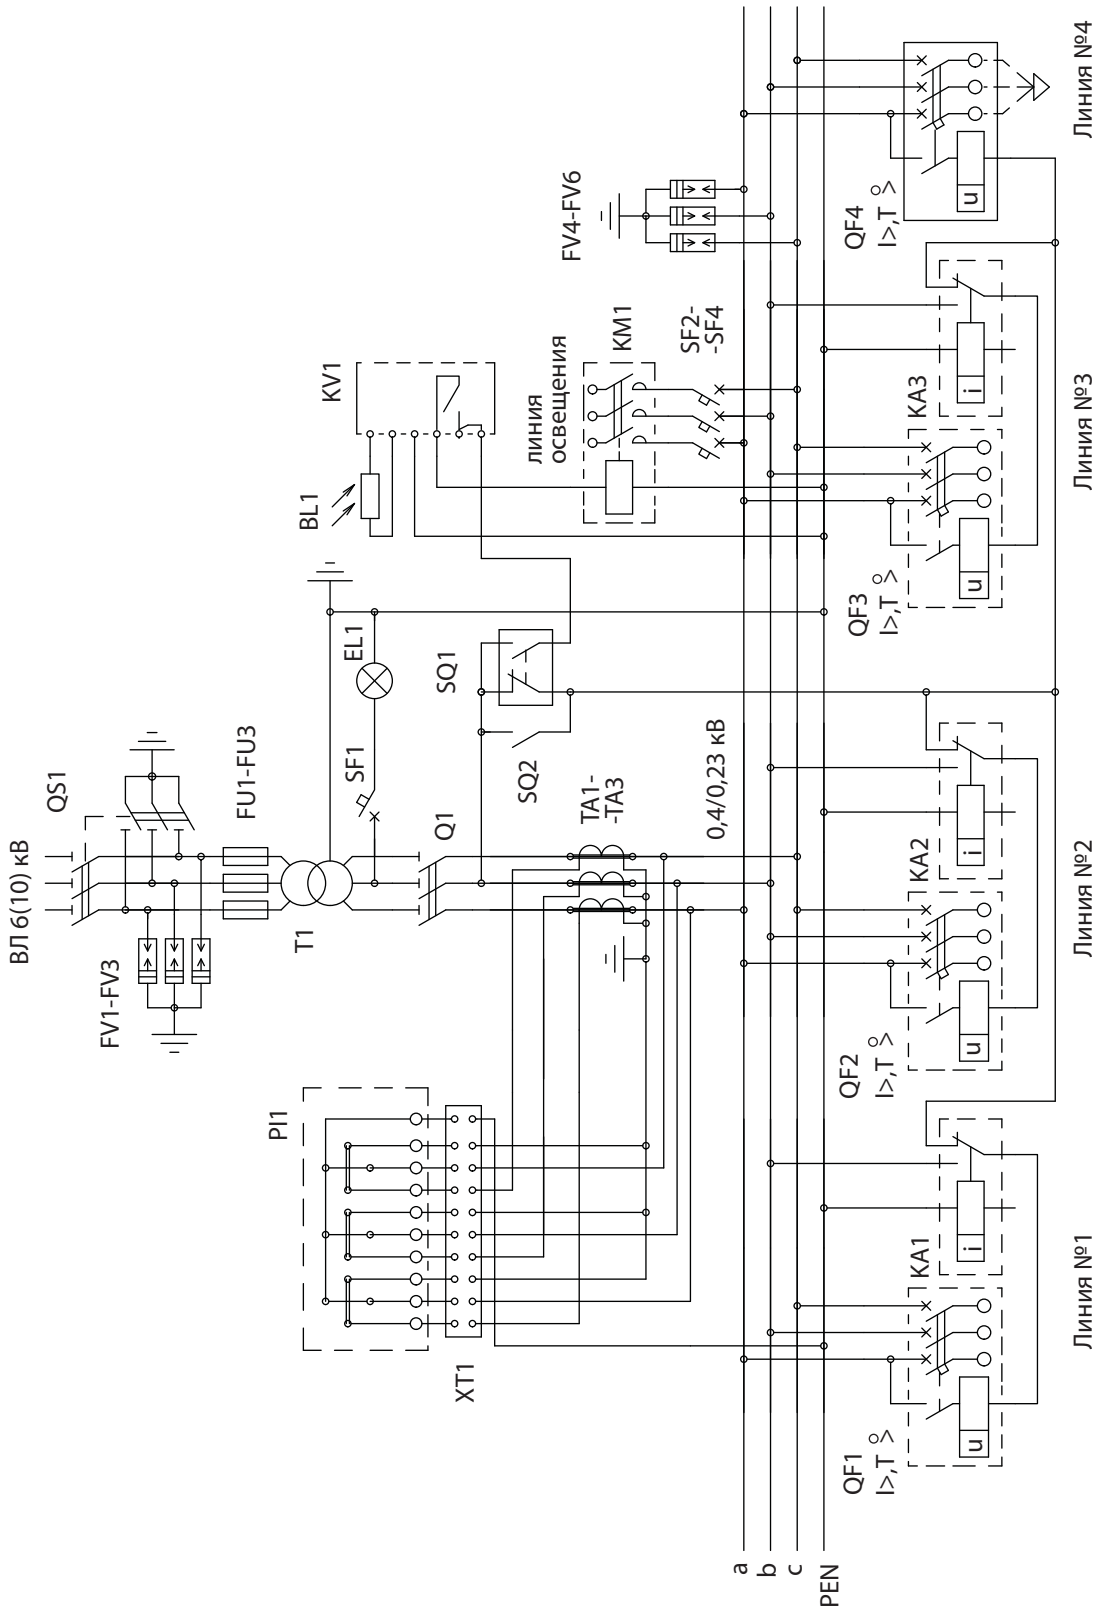 ВЛ 6(10) кВ
QS1
FV1-FV3
FU1-FU3
T1
SF1
EL1
BL1
KV1
PI1
XT1
Q1
SQ1
SQ2
TA1-
-TA3
0,4/0,23 кВ
ЛИНИЯ
ОСВЕЩЕНИЯ
KM1
SF2-
-SF4
FV4-FV6
a
b
c
PEN
QF1
I>,T°>
u
KA1
i
Линия №1
QF2
I>,T°>
u
KA2
i
Линия №2
QF3
I>,T°>
u
KA3
i
Линия №3
QF4
I>,T°>
u
Линия №4